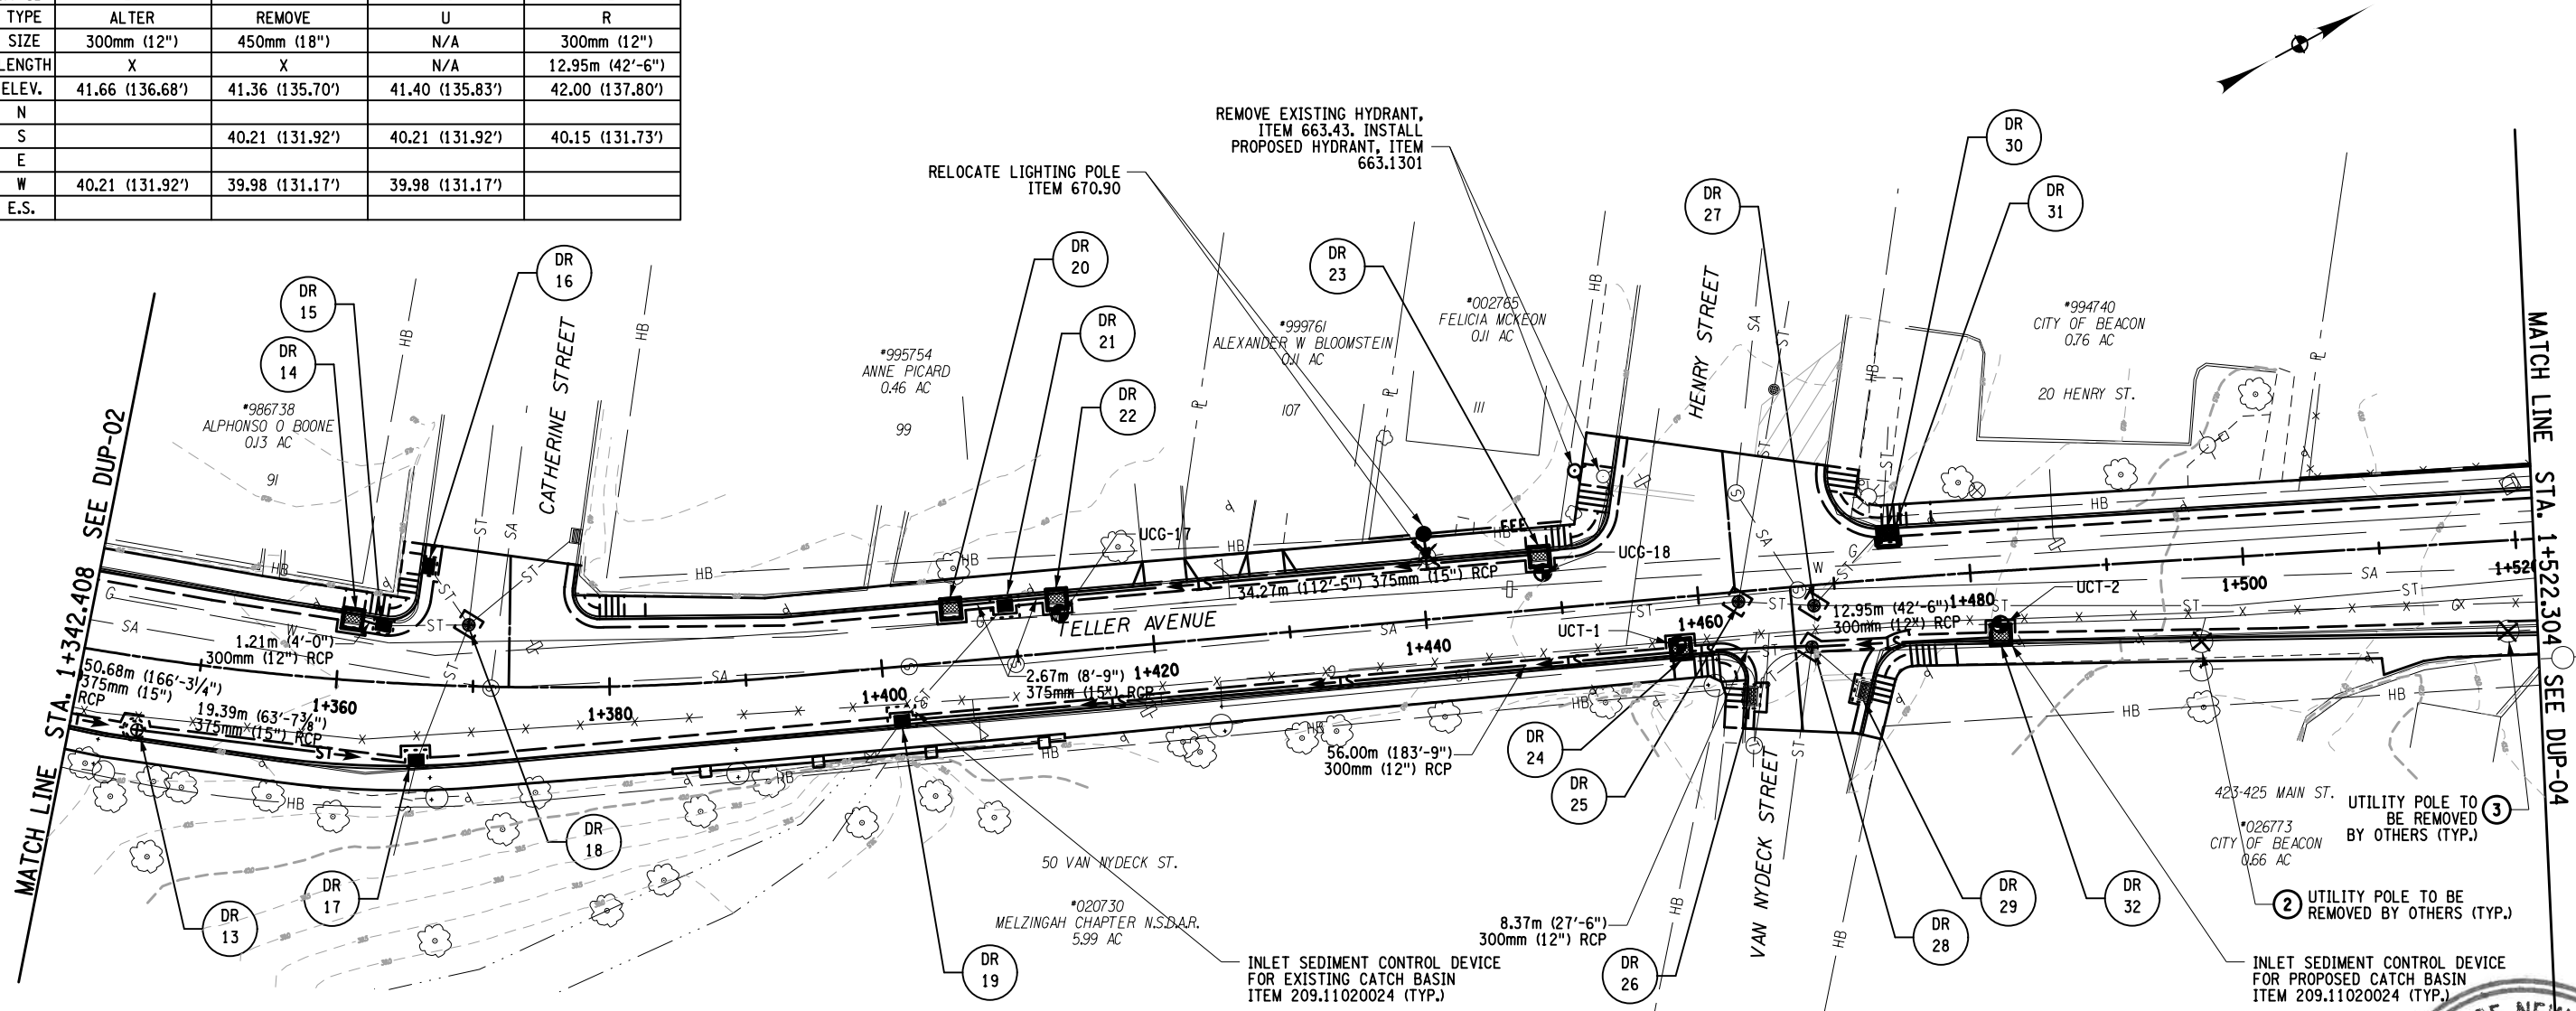 TYPE ALTER REMOVE U R
SIZE 300mm (12") 450mm (18") N/A 300mm (12")
LENGTH X X N/A 12.95m (42'-6")
ELEV. 41.66 (136.68') 41.36 (135.70') 41.40 (135.83') 42.00 (137.80')
N
S 40.21 (131.92') 40.21 (131.92') 40.15 (131.73')
E
W 40.21 (131.92') 39.98 (131.17') 39.98 (131.17')
E.S.
REMOVE EXISTING HYDRANT,
ITEM 663.43. INSTALL
PROPOSED HYDRANT, ITEM
663.1301
RELOCATE LIGHTING POLE
ITEM 670.90
DR
30
DR
31
DR
27
DR
23
DR
20
DR
21
DR
22
DR
16
DR
15
DR
14
*986738
ALPHONSO O BOONE
0.13 AC
91
CATHERINE STREET
*995754
ANNE PICARD
0.46 AC
99
*999761
ALEXANDER W BLOOMSTEIN
0.11 AC
107
*002765
FELICIA MCKEON
0.11 AC
111
HENRY STREET
*994740
CITY OF BEACON
0.76 AC
20 HENRY ST.
MATCH LINE STA. 1+522.304 SEE DUP-04
MATCH LINE STA. 1+342.408 SEE DUP-02
UCG-17
UCG-18
34.27m (112'-5") 375mm (15") RCP
TELLER AVENUE
UCT-1
UCT-2
12.95m (42'-6")
300mm (12") RCP
1.21m (4'-0")
300mm (12") RCP
50.68m (166'-3¼")
375mm (15")
RCP
19.39m (63'-7⅜")
375mm (15") RCP
2.67m (8'-9")
375mm (15") RCP
1+360
1+380
1+400
1+420
1+440
1+460
1+480
1+500
1+520
56.00m (183'-9")
300mm (12") RCP
DR
24
DR
25
VAN NYDECK STREET
DR
18
DR
17
DR
13
DR
19
50 VAN NYDECK ST.
*020730
MELZINGAH CHAPTER N.S.D.A.R.
5.99 AC
INLET SEDIMENT CONTROL DEVICE
FOR EXISTING CATCH BASIN
ITEM 209.11020024 (TYP.)
8.37m (27'-6")
300mm (12") RCP
DR
26
DR
28
DR
29
DR
32
423-425 MAIN ST.
*026773
CITY OF BEACON
0.66 AC
UTILITY POLE TO
BE REMOVED
BY OTHERS (TYP.)
3
2
UTILITY POLE TO BE
REMOVED BY OTHERS (TYP.)
INLET SEDIMENT CONTROL DEVICE
FOR PROPOSED CATCH BASIN
ITEM 209.11020024 (TYP.)